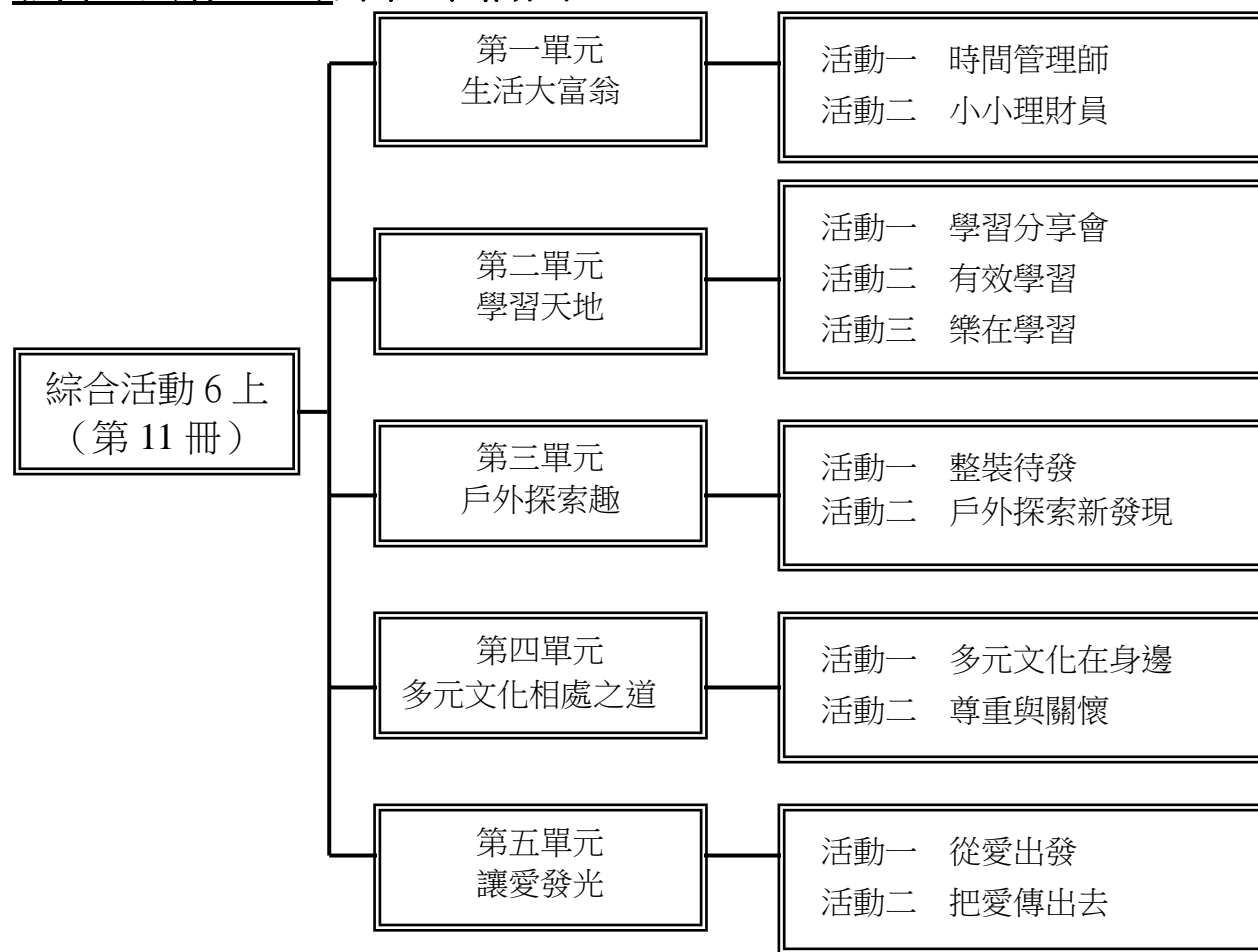 第一單元
生活大富翁
活動一　時間管理師
活動二　小小理財員
第二單元
學習天地
活動一　學習分享會
活動二　有效學習
活動三　樂在學習
綜合活動 6 上
（第 11 冊）
第三單元
戶外探索趣
活動一　整裝待發
活動二　戶外探索新發現
第四單元
多元文化相處之道
活動一　多元文化在身邊
活動二　尊重與關懷
第五單元
讓愛發光
活動一　從愛出發
活動二　把愛傳出去